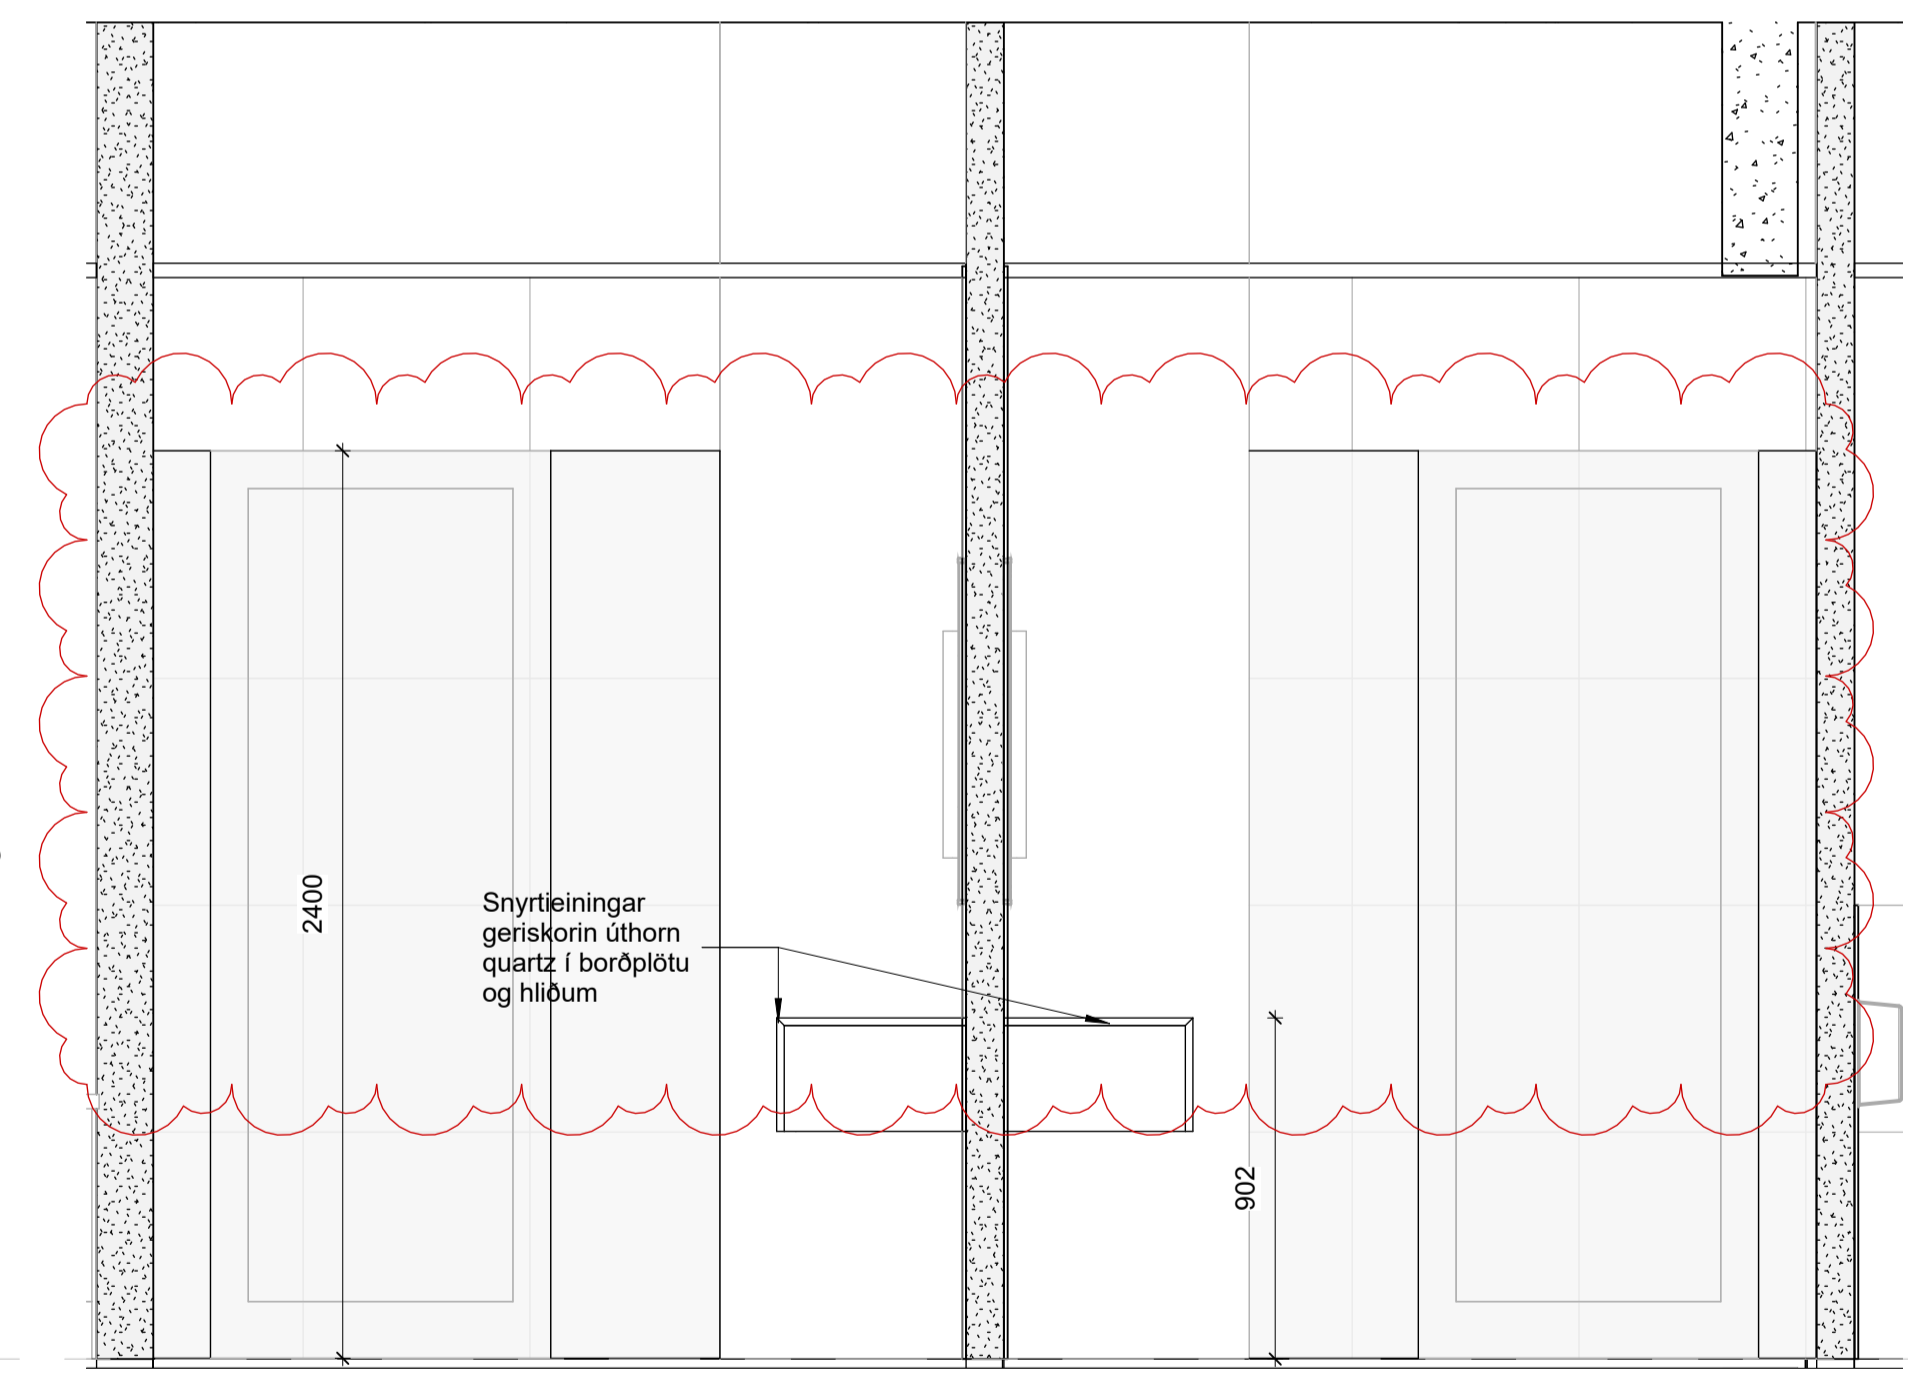 2400
Snyrtieiningar
geriskorin úthorn
quartz í borðplötu
og hliðum
902